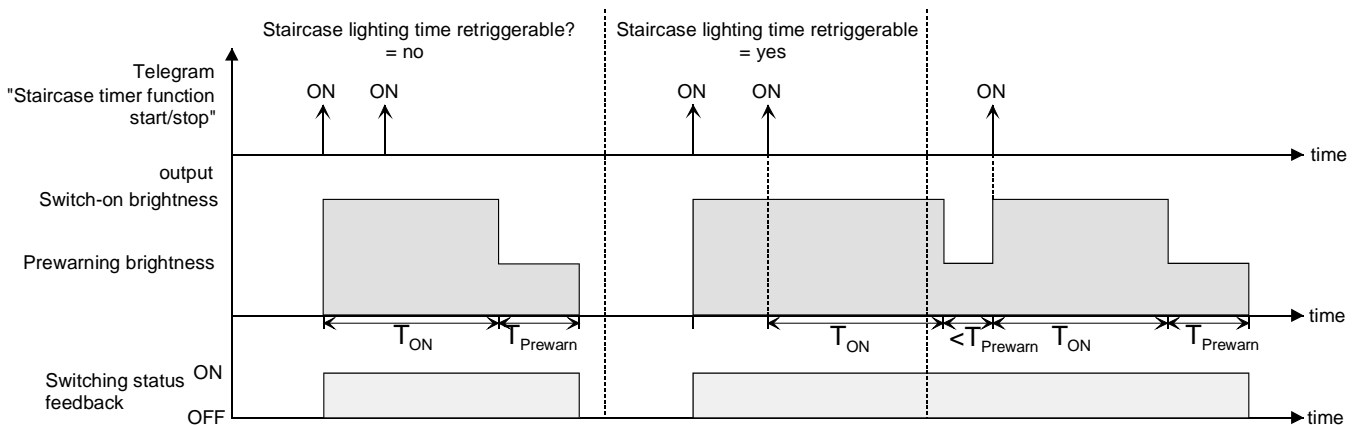 Staircase lighting time retriggerable?
= no
Staircase lighting time retriggerable
= yes
Telegram
"Staircase timer function
start/stop"
ON
ON
ON
ON
ON
time
output
Switch-on brightness
Prewarning brightness
time
TON
TPrewarn
TON
<TPrewarn
TON
TPrewarn
Switching status
feedback
ON
OFF
time